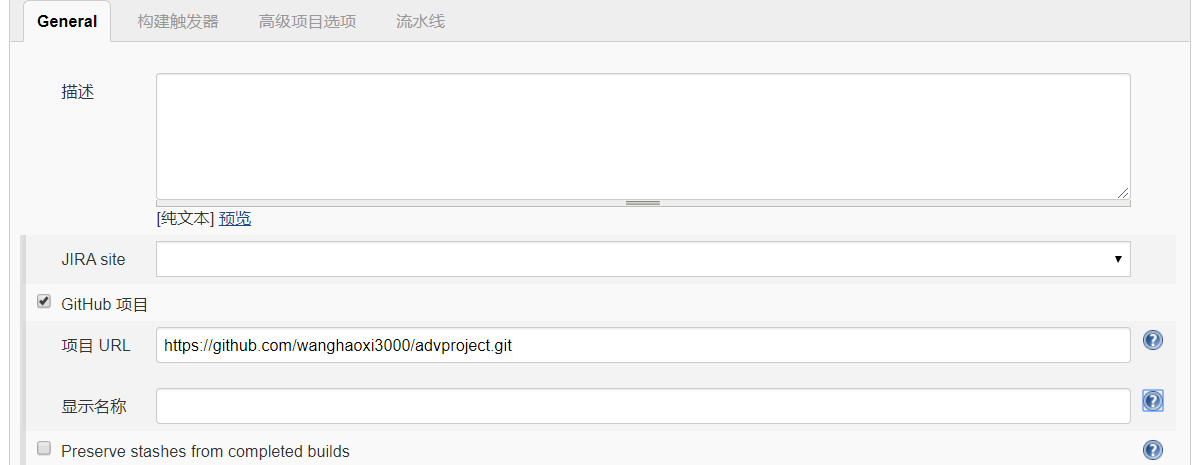 General 构建触发器 高级项目选项 流水线
描述
[纯文本] 预览
JIRA site
GitHub 项目
项目 URL https://github.com/wanghaoxi3000/advproject.git
显示名称
Preserve stashes from completed builds